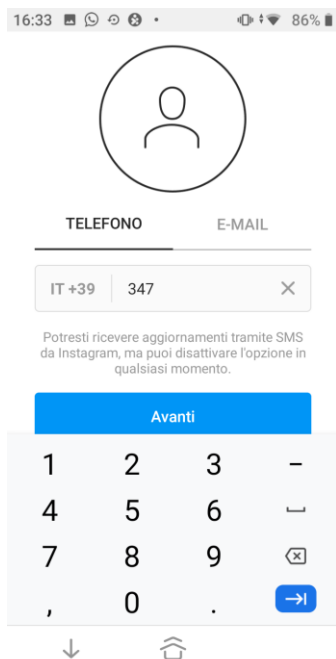 16:33 86%
TELEFONO E-MAIL
IT +39 347
Potresti ricevere aggiornamenti tramite SMS
da Instagram, ma puoi disattivare l'opzione in
qualsiasi momento.
Avanti
1 2 3 -
4 5 6
7 8 9
, 0 .